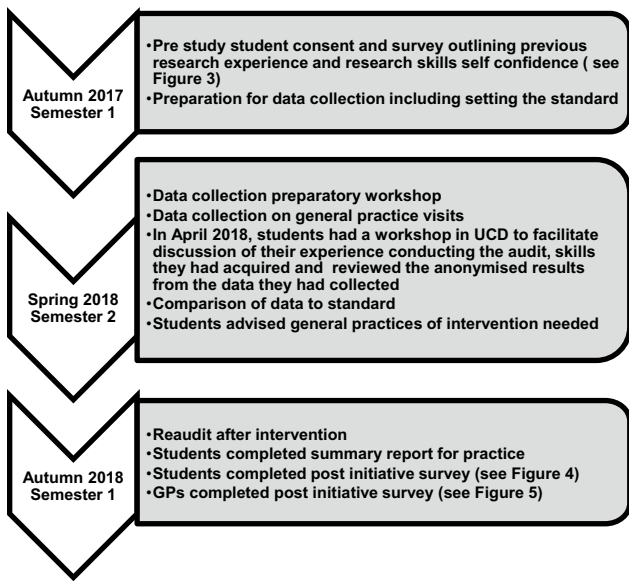 Autumn 2017
Semester 1
•Pre study student consent and survey outlining previous
research experience and research skills self confidence ( see
Figure 3)
•Preparation for data collection including setting the standard
Spring 2018
Semester 2
•Data collection preparatory workshop
•Data collection on general practice visits
•In April 2018, students had a workshop in UCD to facilitate
discussion of their experience conducting the audit, skills
they had acquired and reviewed the anonymised results
from the data they had collected
•Comparison of data to standard
•Students advised general practices of intervention needed
Autumn 2018
Semester 1
•Reaudit after intervention
•Students completed summary report for practice
•Students completed post initiative survey (see Figure 4)
•GPs completed post initiative survey (see Figure 5)